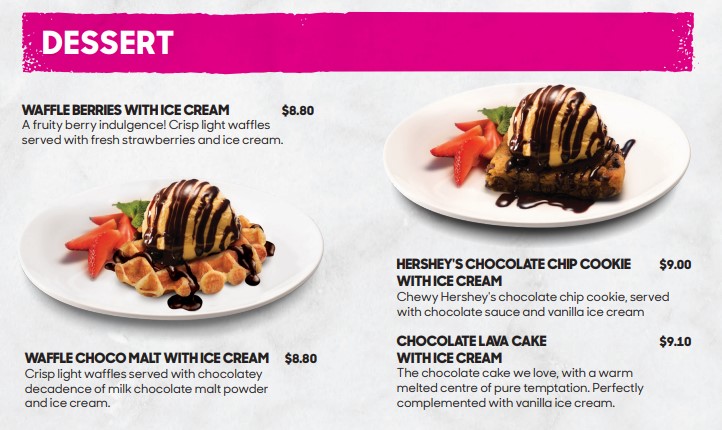 DESSERT
WAFFLE BERRIES WITH ICE CREAM $8.80
A fruity berry indulgence! Crisp light waffles
served with fresh strawberries and ice cream.
WAFFLE CHOCO MALT WITH ICE CREAM $8.80
Crisp light waffles served with chocolatey
decadence of milk chocolate malt powder
and ice cream.
HERSHEY'S CHOCOLATE CHIP COOKIE $9.00
WITH ICE CREAM
Chewy Hershey's chocolate chip cookie, served
with chocolate sauce and vanilla ice cream
CHOCOLATE LAVA CAKE $9.10
WITH ICE CREAM
The chocolate cake we love, with a warm
melted centre of pure temptation. Perfectly
complemented with vanilla ice cream.